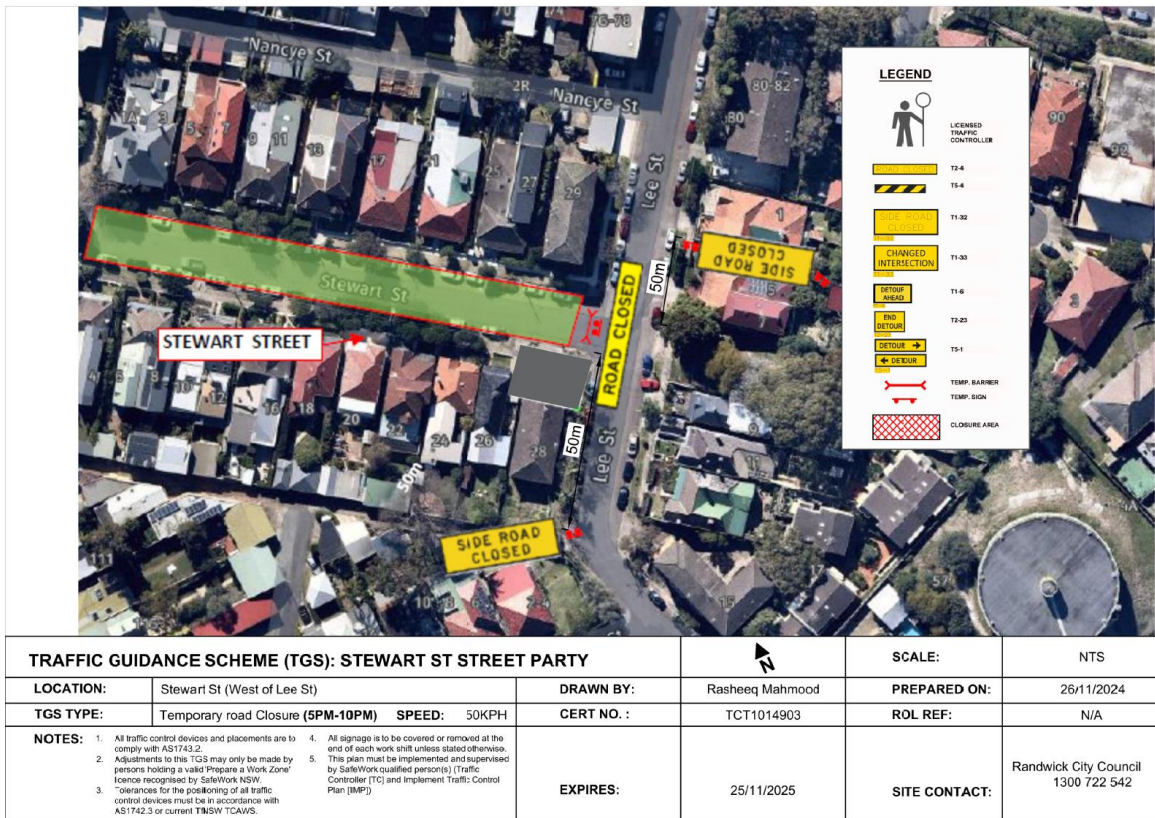 76-78
Nancye St
2R
Nancye St
80-82
80
1A
3
5
7
9
11
13
17
21
25
27
29
Lee St
1
SIDE ROAD
CLOSED
50m
ROAD CLOSED
Stewart St
STEWART STREET
4
6
8
10
12
16
18
20
22
24
26
28
50m
50m
Lee St
9
SIDE ROAD
CLOSED
15
57
3
90
92
4A
LEGEND
LICENSED
TRAFFIC
CONTROLLER
ROAD CLOSED T2-4
T5-4
SIDE ROAD
CLOSED
T1-32
CHANGED
INTERSECTION
T1-33
DETOUR
AHEAD
T1-6
END
DETOUR
T2-23
DETOUR →
← DETOUR
T5-1
TEMP. BARRIER
TEMP. SIGN
CLOSURE AREA
TRAFFIC GUIDANCE SCHEME (TGS): STEWART ST STREET PARTY
N
SCALE: NTS
LOCATION: Stewart St (West of Lee St) DRAWN BY: Rasheeq Mahmood PREPARED ON: 26/11/2024
TGS TYPE: Temporary road Closure (5PM-10PM) SPEED: 50KPH CERT NO. : TCT1014903 ROL REF: N/A
NOTES:
1. All traffic control devices and placements are to
comply with AS1743.2.
2. Adjustments to this TGS may only be made by
persons holding a valid 'Prepare a Work Zone'
licence recognised by SafeWork NSW.
3. Tolerances for the positioning of all traffic
control devices must be in accordance with
AS1742.3 or current TfNSW TCAWS.
4. All signage is to be covered or removed at the
end of each work shift unless stated otherwise.
5. This plan must be implemented and supervised
by SafeWork qualified person(s) (Traffic
Controller [TC] and Implement Traffic Control
Plan [IMP])
EXPIRES: 25/11/2025
SITE CONTACT: Randwick City Council
1300 722 542